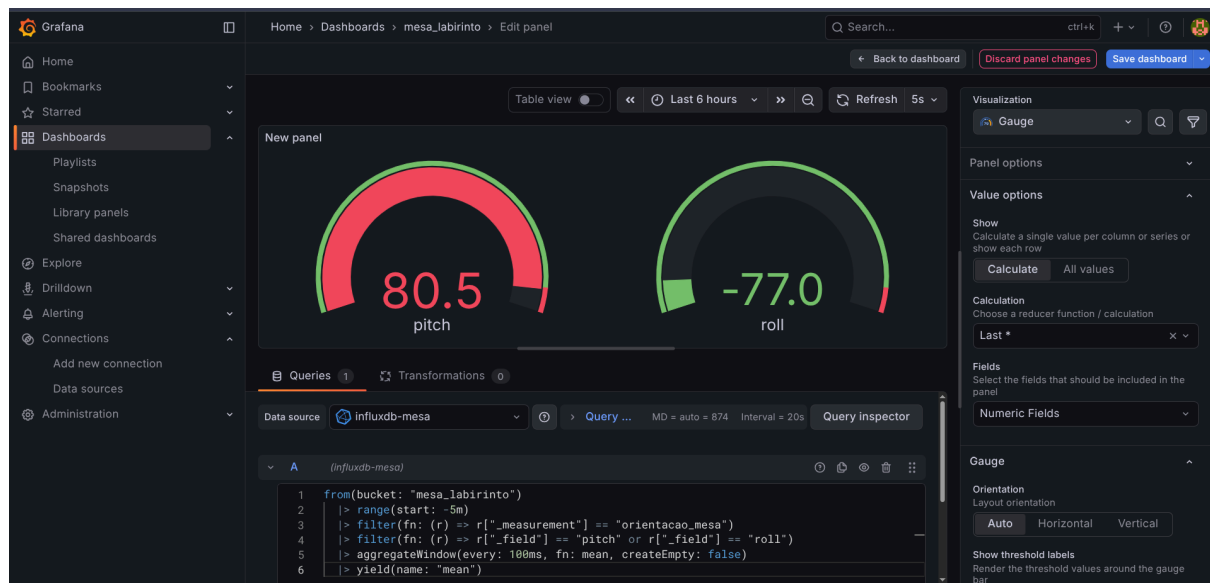 Grafana
Home › Dashboards › mesa_labirinto › Edit panel
Search...
ctrl+k
Home
Bookmarks
Starred
Dashboards
Playlists
Snapshots
Library panels
Shared dashboards
Explore
Drilldown
Alerting
Connections
Add new connection
Data sources
Administration
Back to dashboard
Discard panel changes
Save dashboard
Table view
Last 6 hours
Refresh
5s
New panel
80.5
pitch
-77.0
roll
Queries 1
Transformations 0
Data source
influxdb-mesa
Query ...
MD = auto = 874
Interval = 20s
Query inspector
A
(influxdb-mesa)
1 from(bucket: "mesa_labirinto")
2 |> range(start: -5m)
3 |> filter(fn: (r) => r["_measurement"] == "orientacao_mesa")
4 |> filter(fn: (r) => r["_field"] == "pitch" or r["_field"] == "roll")
5 |> aggregateWindow(every: 100ms, fn: mean, createEmpty: false)
6 |> yield(name: "mean")
Visualization
Gauge
Panel options
Value options
Show
Calculate a single value per column or series or
show each row
Calculate
All values
Calculation
Choose a reducer function / calculation
Last *
Fields
Select the fields that should be included in the
panel
Numeric Fields
Gauge
Orientation
Layout orientation
Auto
Horizontal
Vertical
Show threshold labels
Render the threshold values around the gauge
bar